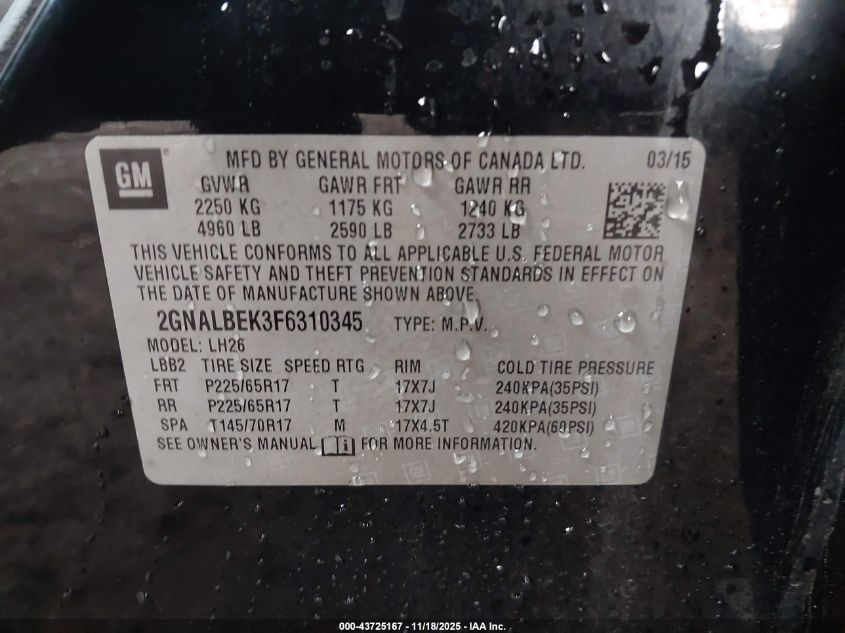 GM MFD BY GENERAL MOTORS OF CANADA LTD. 03/15
GVWR GAWR FRT GAWR RR
2250 KG 1175 KG 1240 KG
4960 LB 2590 LB 2733 LB
THIS VEHICLE CONFORMS TO ALL APPLICABLE U.S. FEDERAL MOTOR
VEHICLE SAFETY AND THEFT PREVENTION STANDARDS IN EFFECT ON
THE DATE OF MANUFACTURE SHOWN ABOVE.
2GNALBEK3F6310345 TYPE: M.P.V.
MODEL: LH26
LBB2 TIRE SIZE SPEED RTG RIM COLD TIRE PRESSURE
FRT P225/65R17 T 17X7J 240KPA(35PSI)
RR P225/65R17 T 17X7J 240KPA(35PSI)
SPA T145/70R17 M 17X4.5T 420KPA(60PSI)
SEE OWNER'S MANUAL FOR MORE INFORMATION.
000-43725167 - 11/18/2025 - IAA Inc.